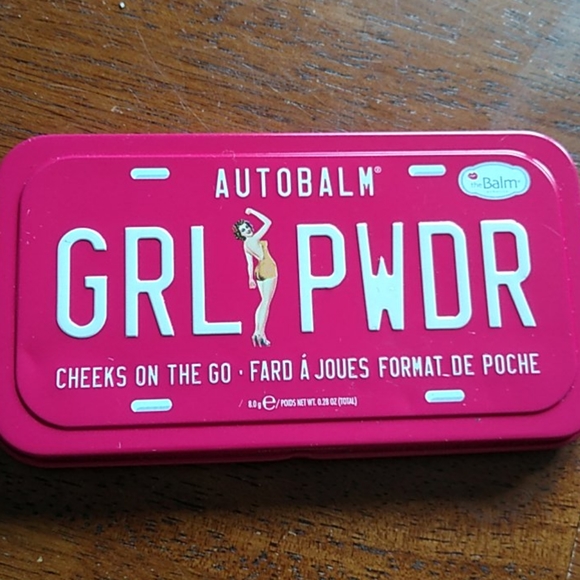 AUTOBALM®
theBalm®
GRL PWDR
CHEEKS ON THE GO · FARD Á JOUES FORMAT DE POCHE
8.0 g ℮ / POIDS NET WT. 0.28 OZ (TOTAL)